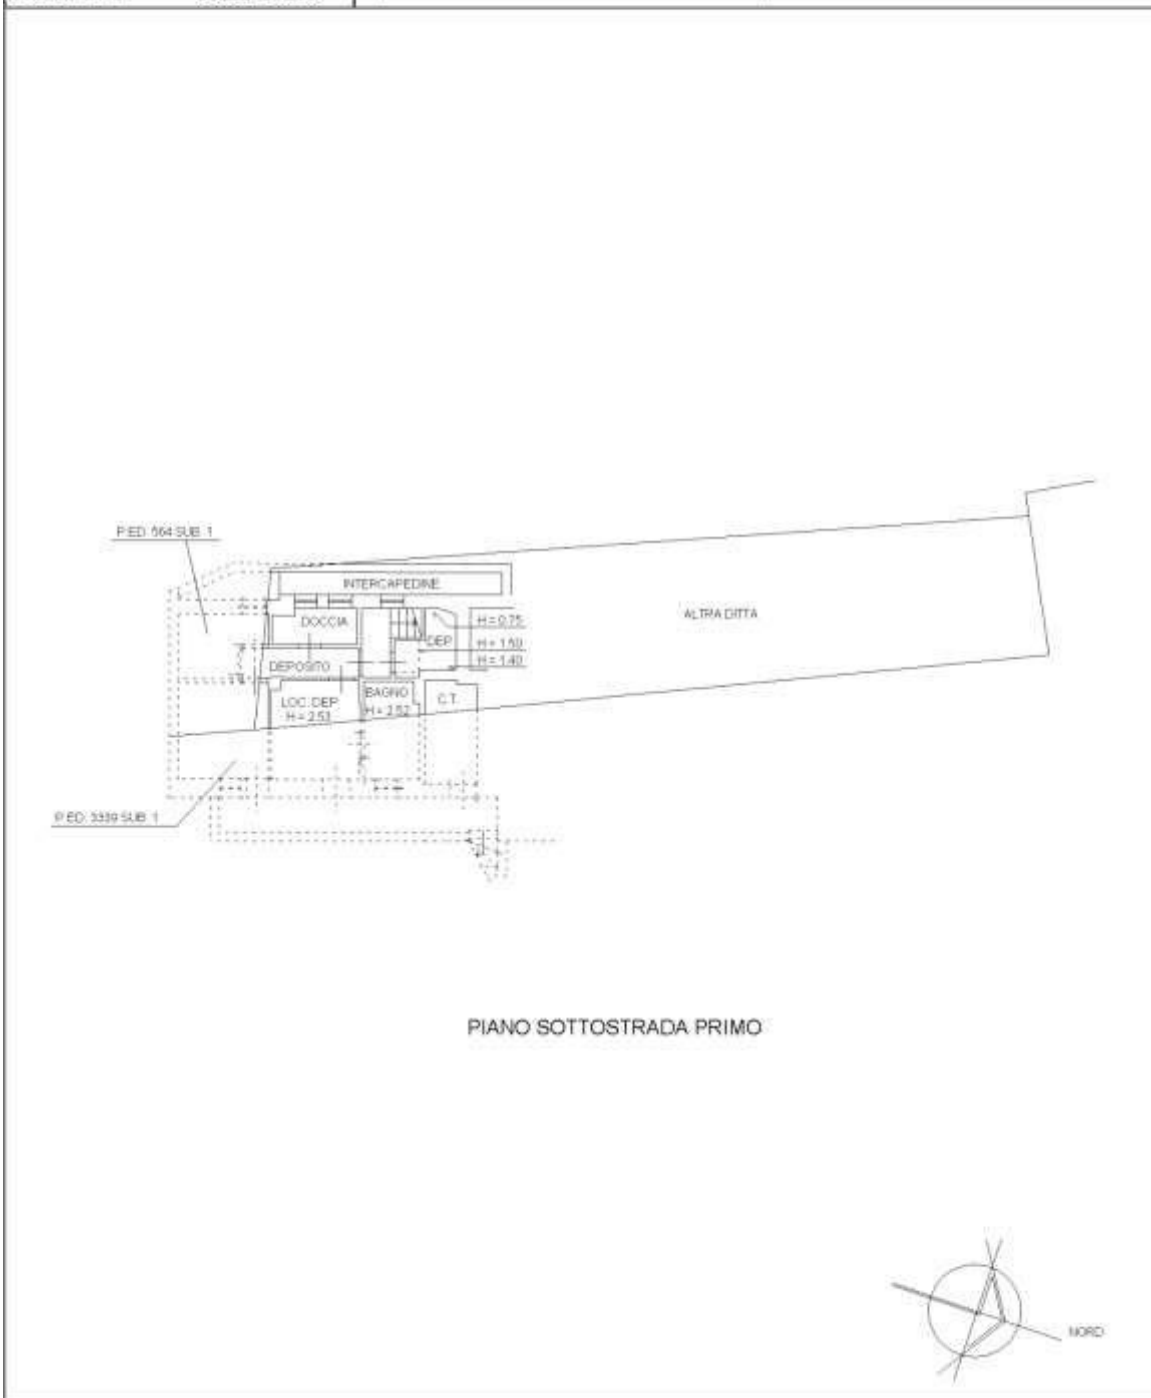 P.ED. 564 SUB. 1
INTERCAPEDINE
DOCCIA
H = 0.75
ALTRA DITTA
DEP.
H = 1.50
H = 1.40
DEPOSITO
LOC. DEP.
H = 2.53
BAGNO
H = 2.52
C.T.
P.ED. 3339 SUB. 1
PIANO SOTTOSTRADA PRIMO
NORD